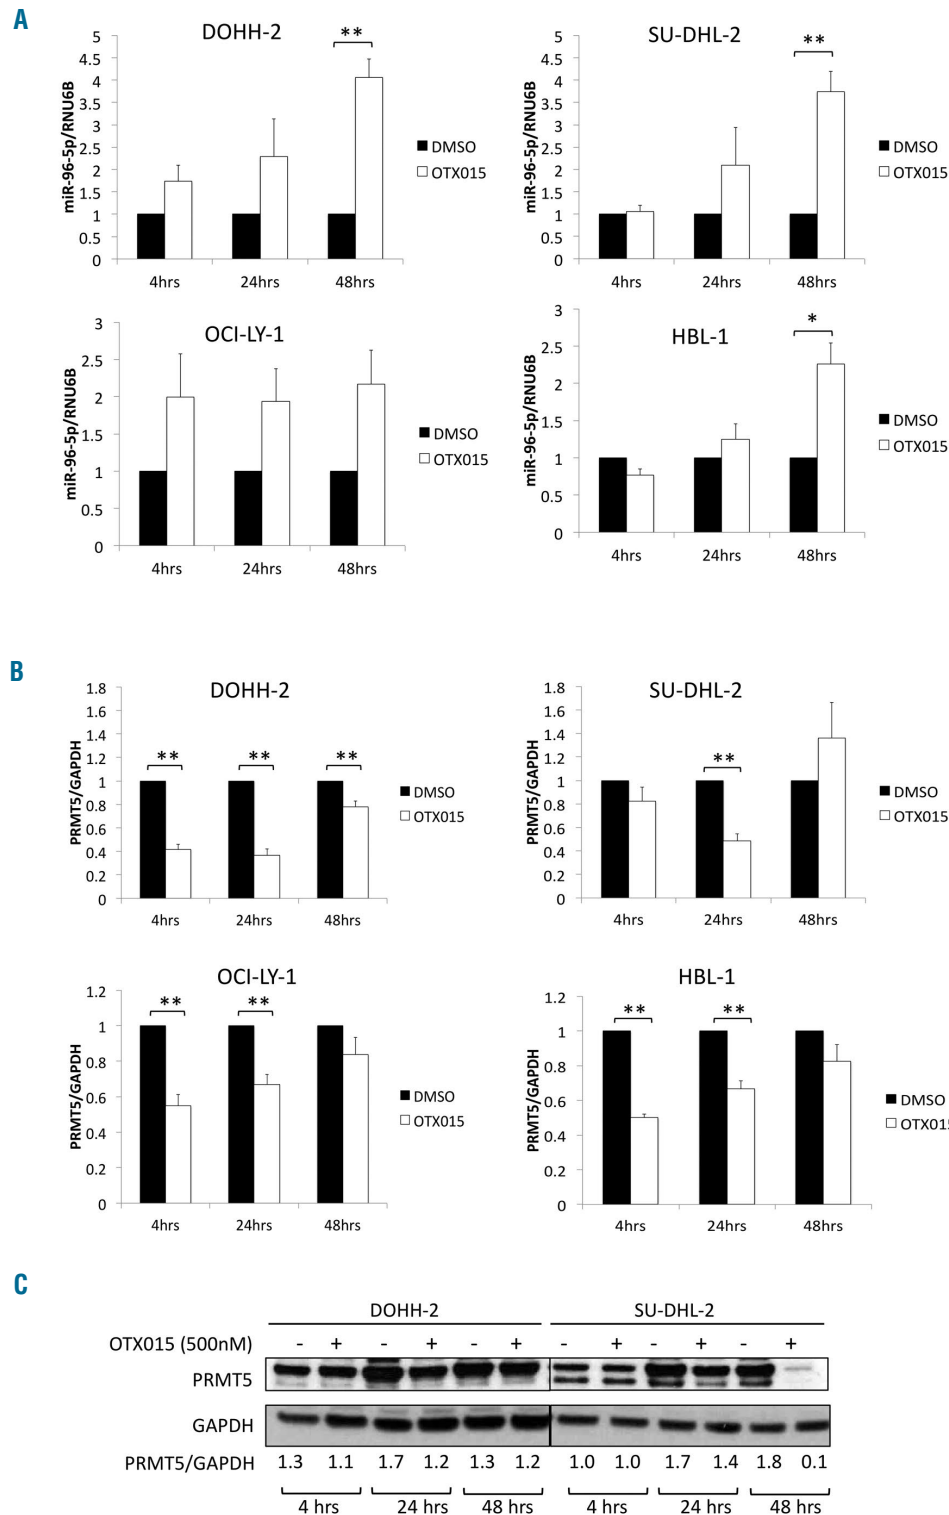 A
DOHH-2
**
miR-96-5p/RNU6B
5
4.5
4
3.5
3
2.5
2
1.5
1
0.5
0
4hrs 24hrs 48hrs
DMSO
OTX015
SU-DHL-2
**
miR-96-5p/RNU6B
5
4.5
4
3.5
3
2.5
2
1.5
1
0.5
0
4hrs 24hrs 48hrs
DMSO
OTX015
OCI-LY-1
miR-96-5p/RNU6B
3
2.5
2
1.5
1
0.5
0
4hrs 24hrs 48hrs
DMSO
OTX015
HBL-1
*
miR-96-5p/RNU6B
3
2.5
2
1.5
1
0.5
0
4hrs 24hrs 48hrs
DMSO
OTX015
B
DOHH-2
** ** **
PRMT5/GAPDH
1.8
1.6
1.4
1.2
1
0.8
0.6
0.4
0.2
0
4hrs 24hrs 48hrs
DMSO
OTX015
SU-DHL-2
**
PRMT5/GAPDH
1.8
1.6
1.4
1.2
1
0.8
0.6
0.4
0.2
0
4hrs 24hrs 48hrs
DMSO
OTX015
OCI-LY-1
** **
PRMT5/GAPDH
1.2
1
0.8
0.6
0.4
0.2
0
4hrs 24hrs 48hrs
DMSO
OTX015
HBL-1
** **
PRMT5/GAPDH
1.2
1
0.8
0.6
0.4
0.2
0
4hrs 24hrs 48hrs
DMSO
OTX015
C
DOHH-2 SU-DHL-2
OTX015 (500nM) - + - + - + - + - + - +
PRMT5
GAPDH
PRMT5/GAPDH 1.3 1.1 1.7 1.2 1.3 1.2 1.0 1.0 1.7 1.4 1.8 0.1
4 hrs 24 hrs 48 hrs 4 hrs 24 hrs 48 hrs